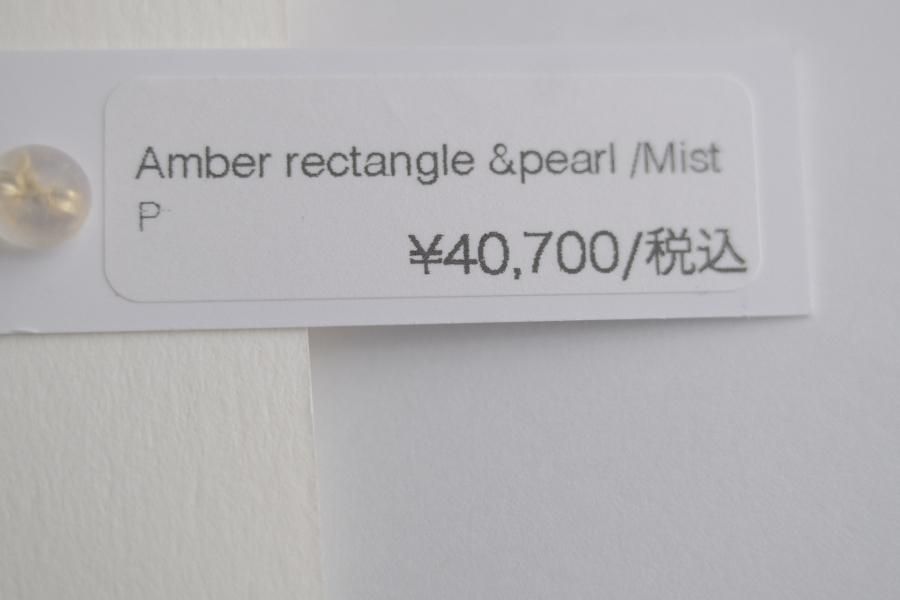 Amber rectangle &pearl /Mist
P
¥40,700/税込